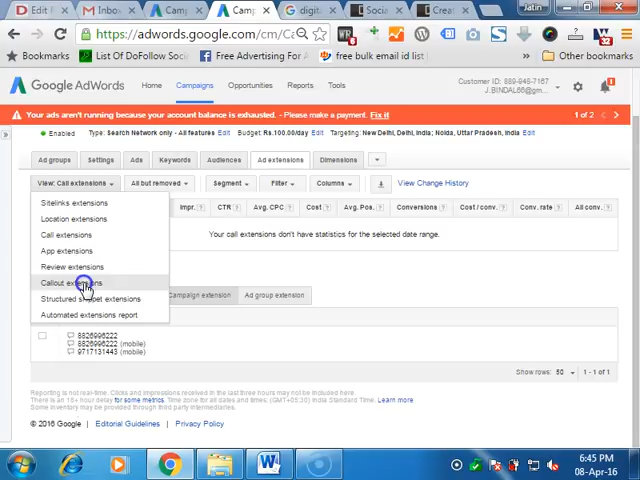 Edit P
Inbox
Camp
Camp
digita
Socia
Creat
Jatin
https://adwords.google.com/cm/Ca
Bookmarks
List Of DoFollow Soc
Free Advertising For
free bulk email id list
Other bookmarks
Google AdWords
Home
Campaigns
Opportunities
Reports
Tools
Customer ID: 889-948-7167
J.BINDAL66@gm...
Your ads aren't running because your account balance is exhausted. - Please make a payment. Fix it
1 of 2
Enabled
Type: Search Network only - All features Edit
Budget: Rs.100.00/day Edit
Targeting: New Delhi, Delhi, India; Noida, Uttar Pradesh, India Edit
Ad groups
Settings
Ads
Keywords
Audiences
Ad extensions
Dimensions
View: Call extensions
All but removed
Segment
Filter
Columns
View Change History
Impr.
CTR
Avg. CPC
Cost
Avg. Pos.
Conversions
Cost / conv.
Conv. rate
All conv.
Your call extensions don't have statistics for the selected date range.
Sitelinks extensions
Location extensions
Call extensions
App extensions
Review extensions
Callout extensions
Structured snippet extensions
Automated extensions report
Campaign extension
Ad group extension
8826996222
8826996222 (mobile)
9717131443 (mobile)
Show rows: 50
1 - 1 of 1
Reporting is not real-time. Clicks and impressions received in the last three hours may not be included here.
There is an 18+ hour delay for some metrics. Time zone for all dates and times: (GMT+05:30) India Standard Time. Learn more
Some inventory may be provided through third party intermediaries.
© 2016 Google
Editorial Guidelines
Privacy Policy
6:45 PM
08-Apr-16